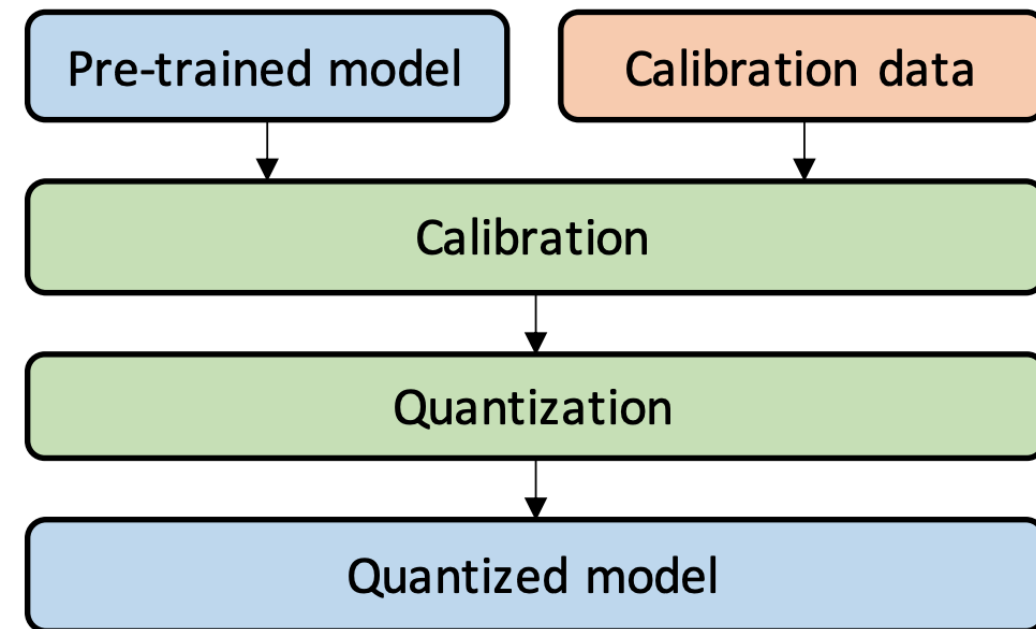 Pre-trained model
Calibration data
Calibration
Quantization
Quantized model